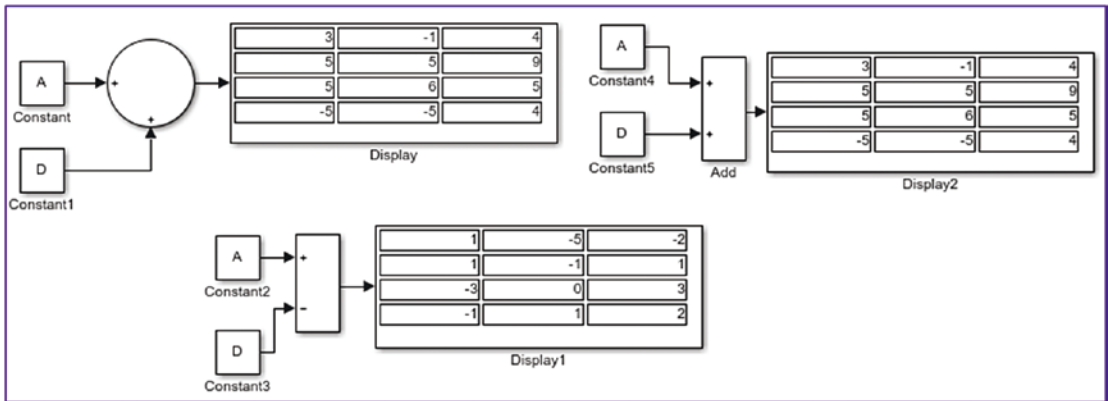 A
+
+
Constant
D
Constant1
3 -1 4
5 5 9
5 6 5
-5 -5 4
Display
A
Constant4
D
Constant5
+
+
Add
3 -1 4
5 5 9
5 6 5
-5 -5 4
Display2
A
Constant2
D
Constant3
+
−
1 -5 -2
1 -1 1
-3 0 3
-1 1 2
Display1